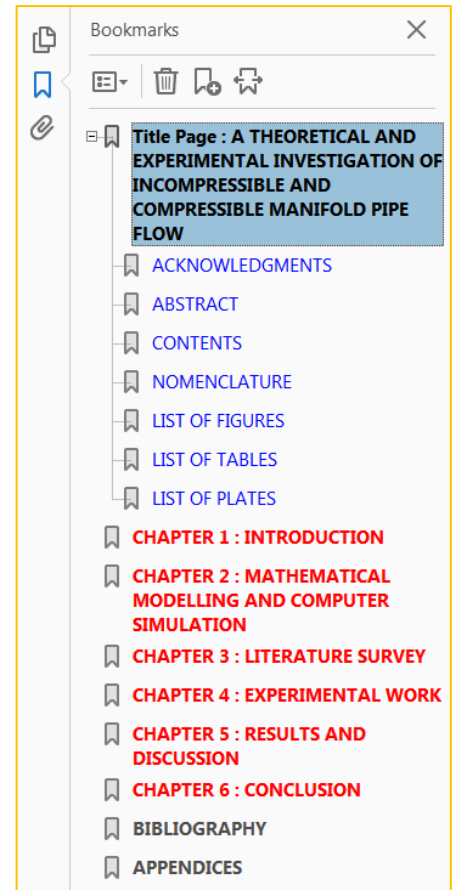 Bookmarks
Title Page : A THEORETICAL AND
EXPERIMENTAL INVESTIGATION OF
INCOMPRESSIBLE AND
COMPRESSIBLE MANIFOLD PIPE
FLOW
ACKNOWLEDGMENTS
ABSTRACT
CONTENTS
NOMENCLATURE
LIST OF FIGURES
LIST OF TABLES
LIST OF PLATES
CHAPTER 1 : INTRODUCTION
CHAPTER 2 : MATHEMATICAL
MODELLING AND COMPUTER
SIMULATION
CHAPTER 3 : LITERATURE SURVEY
CHAPTER 4 : EXPERIMENTAL WORK
CHAPTER 5 : RESULTS AND
DISCUSSION
CHAPTER 6 : CONCLUSION
BIBLIOGRAPHY
APPENDICES